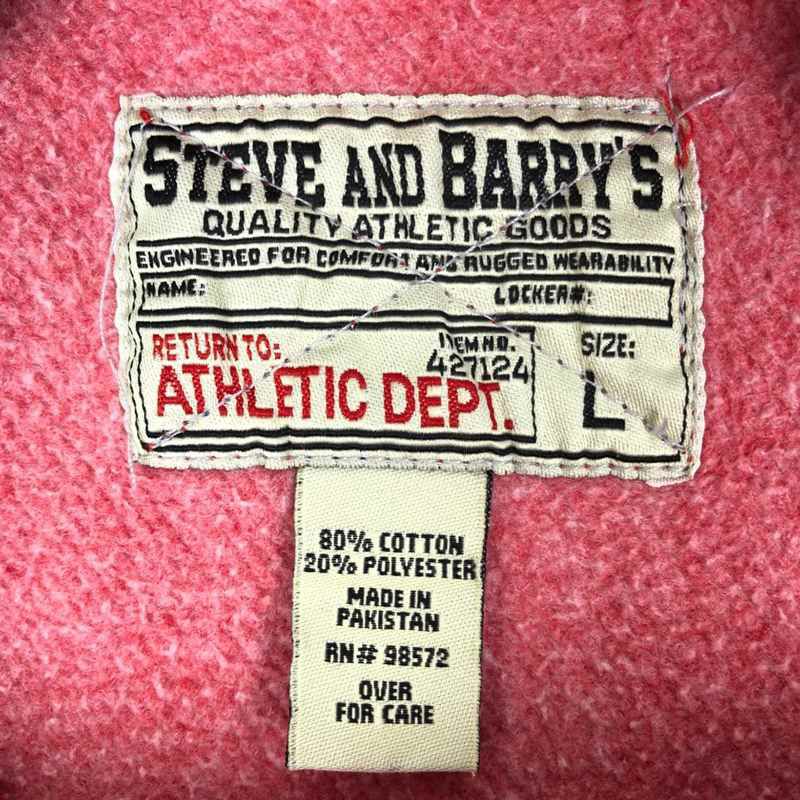 STEVE AND BARRY'S
QUALITY ATHLETIC GOODS
ENGINEERED FOR COMFORT AND RUGGED WEARABILITY
NAME: LOCKER#:
RETURN TO: ITEM NO. SIZE:
427124
ATHLETIC DEPT. L
80% COTTON
20% POLYESTER
MADE IN
PAKISTAN
RN# 98572
OVER
FOR CARE